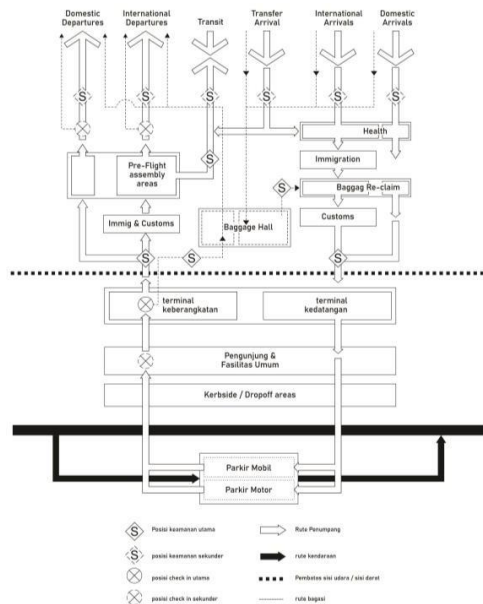 Domestic
Departures
International
Departures
Transit
Transfer
Arrival
International
Arrivals
Domestic
Arrivals
S
S
S
S
S
S
Health
S
Pre-Flight
assembly
areas
Immigration
S
Baggag Re-claim
Immig & Customs
Baggage Hall
Customs
S
S
S
terminal
keberangkatan
terminal
kedatangan
Pengunjung &
Fasilitas Umum
Kerbside / Dropoff areas
Parkir Mobil
Parkir Motor
S
Posisi keamanan utama
Rute Penumpang
S
posisi keamanan sekunder
rute kendaraan
posisi check in utama
Pembatas sisi udara / sisi darat
posisi check in sekunder
rute bagasi